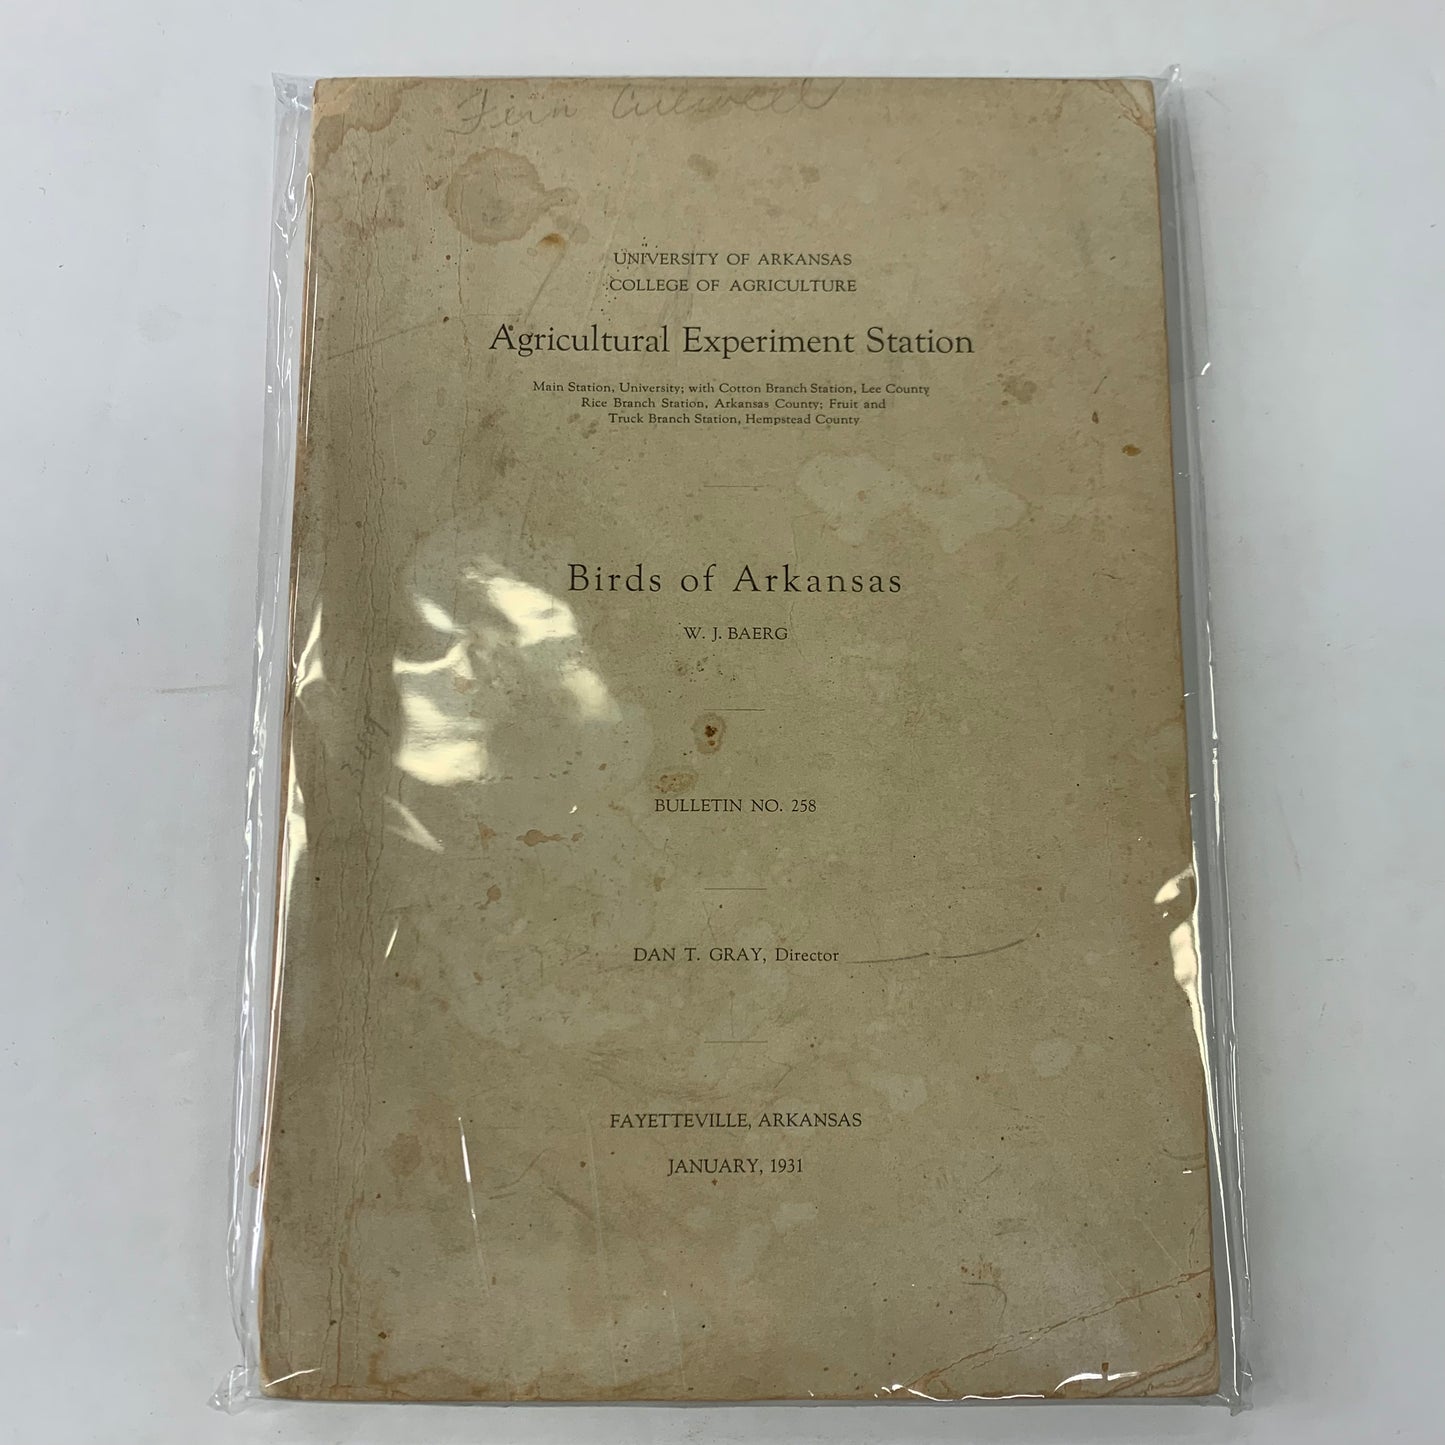 UNIVERSITY OF ARKANSAS
COLLEGE OF AGRICULTURE
Agricultural Experiment Station
Main Station, University; with Cotton Branch Station, Lee County
Rice Branch Station, Arkansas County; Fruit and
Truck Branch Station, Hempstead County
Birds of Arkansas
W. J. BAERG
BULLETIN NO. 258
DAN T. GRAY, Director
FAYETTEVILLE, ARKANSAS
JANUARY, 1931